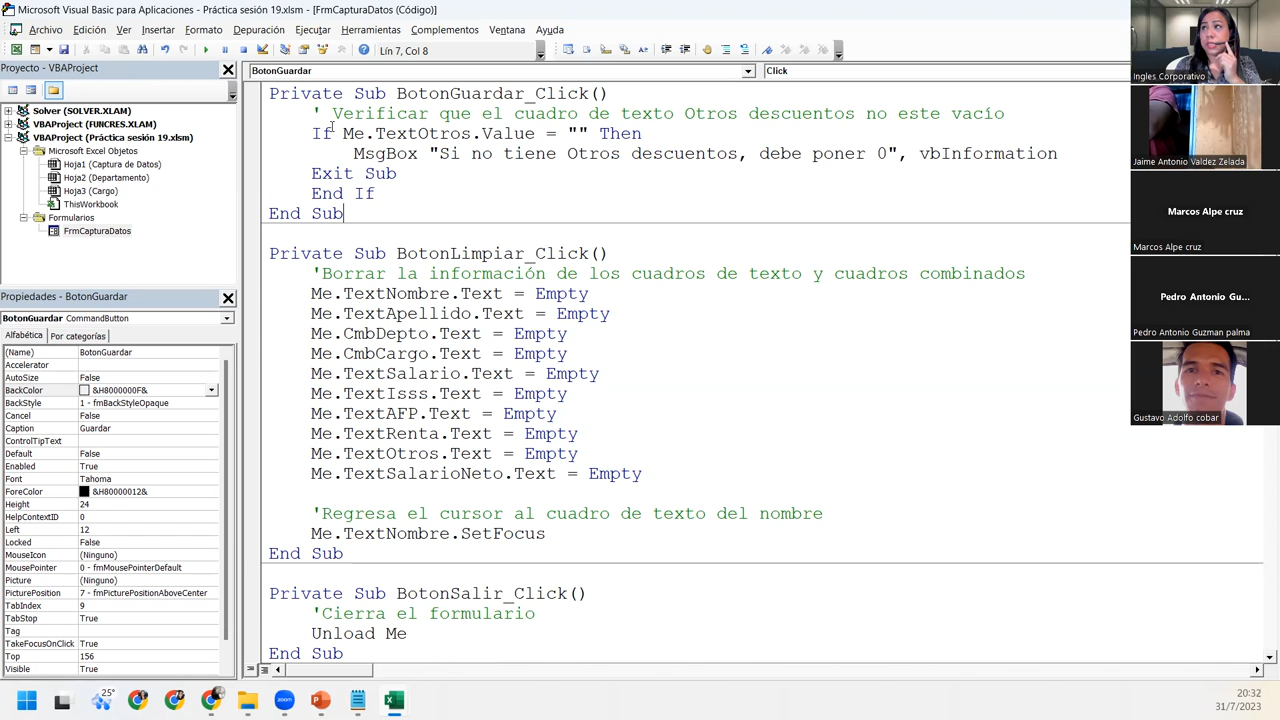 Microsoft Visual Basic para Aplicaciones - Práctica sesión 19.xlsm - [FrmCapturaDatos (Código)]
Archivo Edición Ver Insertar Formato Depuración Ejecutar Herramientas Complementos Ventana Ayuda
Lín 7, Col 8
Proyecto - VBAProject
Solver (SOLVER.XLAM)
VBAProject (FUNCRES.XLAM)
VBAProject (Práctica sesión 19.xlsm)
Microsoft Excel Objetos
Hoja1 (Captura de Datos)
Hoja2 (Departamento)
Hoja3 (Cargo)
ThisWorkbook
Formularios
FrmCapturaDatos
Propiedades - BotonGuardar
BotonGuardar CommandButton
Alfabética Por categorías
(Name) BotonGuardar
Accelerator
AutoSize False
BackColor &H8000000F&
BackStyle 1 - fmBackStyleOpaque
Cancel False
Caption Guardar
ControlTipText
Default False
Enabled True
Font Tahoma
ForeColor &H80000012&
Height 24
HelpContextID 0
Left 12
Locked False
MouseIcon (Ninguno)
MousePointer 0 - fmMousePointerDefault
Picture (Ninguno)
PicturePosition 7 - fmPicturePositionAboveCenter
TabIndex 9
TabStop True
Tag
TakeFocusOnClick True
Top 156
Visible True
BotonGuardar Click
Private Sub BotonGuardar_Click()
' Verificar que el cuadro de texto Otros descuentos no este vacío
If Me.TextOtros.Value = "" Then
MsgBox "Si no tiene Otros descuentos, debe poner 0", vbInformation
Exit Sub
End If
End Sub
Private Sub BotonLimpiar_Click()
'Borrar la información de los cuadros de texto y cuadros combinados
Me.TextNombre.Text = Empty
Me.TextApellido.Text = Empty
Me.CmbDepto.Text = Empty
Me.CmbCargo.Text = Empty
Me.TextSalario.Text = Empty
Me.TextIsss.Text = Empty
Me.TextAFP.Text = Empty
Me.TextRenta.Text = Empty
Me.TextOtros.Text = Empty
Me.TextSalarioNeto.Text = Empty
'Regresa el cursor al cuadro de texto del nombre
Me.TextNombre.SetFocus
End Sub
Private Sub BotonSalir_Click()
'Cierra el formulario
Unload Me
End Sub
Ingles Corporativo
Jaime Antonio Valdez Zelada
Marcos Alpe cruz
Marcos Alpe cruz
Pedro Antonio Gu...
Pedro Antonio Guzman palma
Gustavo Adolfo cobar
25°
zoom
20:32
31/7/2023